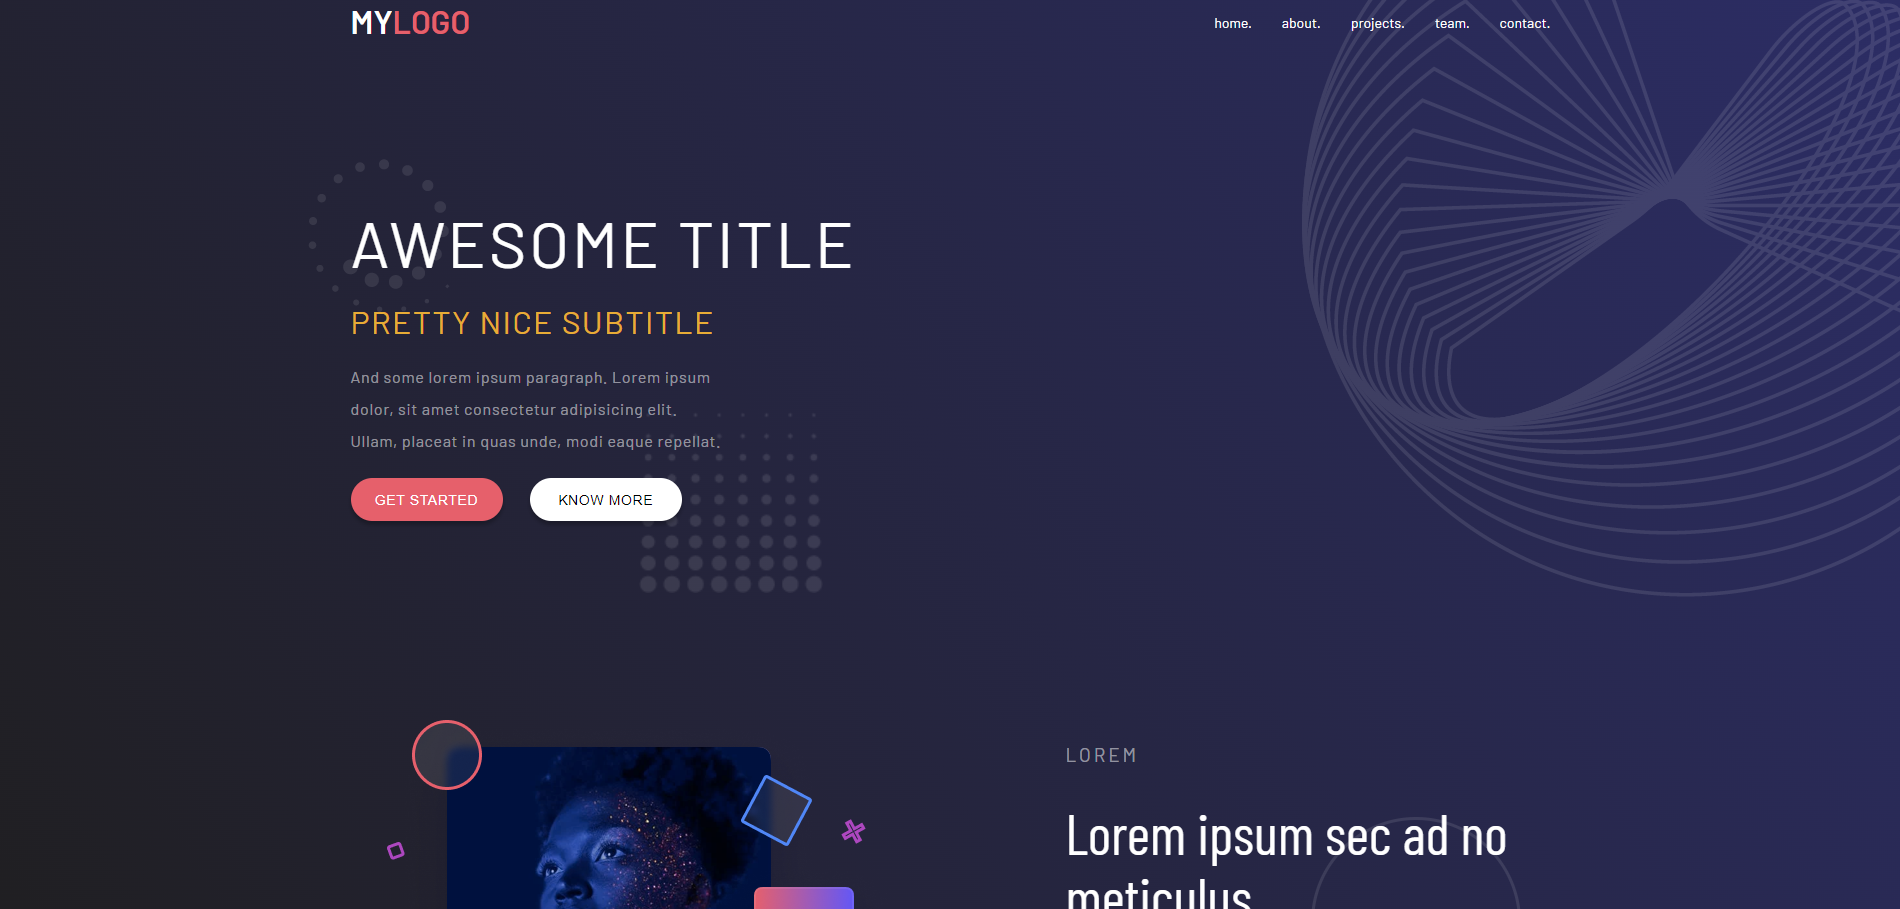 MYLOGO
home. about. projects. team. contact.
AWESOME TITLE
PRETTY NICE SUBTITLE
And some lorem ipsum paragraph. Lorem ipsum
dolor, sit amet consectetur adipisicing elit.
Ullam, placeat in quas unde, modi eaque repellat.
GET STARTED
KNOW MORE
LOREM
Lorem ipsum sec ad no
meticulus